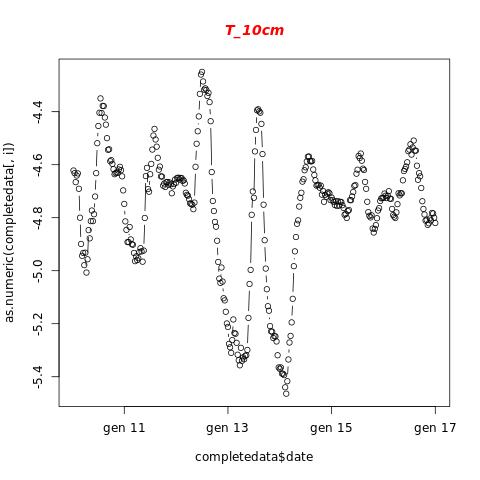 T_10cm
as.numeric(completedata[, i])
-4.4
-4.6
-4.8
-5.0
-5.2
-5.4
gen 11
gen 13
gen 15
gen 17
completedata$date